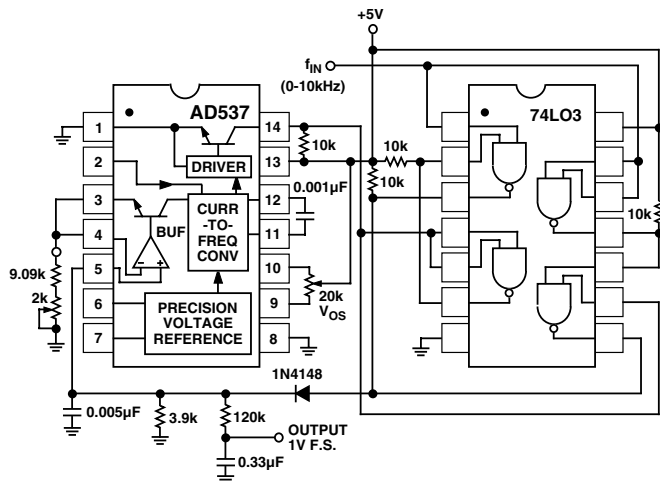 +5V
fIN
(0-10kHz)
AD537
74LO3
1
2
3
4
5
6
7
14
13
12
11
10
9
8
DRIVER
CURR
-TO-
FREQ
CONV
BUF
–
+
PRECISION
VOLTAGE
REFERENCE
10k
10k
10k
10k
0.001µF
20k
VOS
9.09k
2k
1N4148
0.005µF
3.9k
120k
OUTPUT
1V F.S.
0.33µF